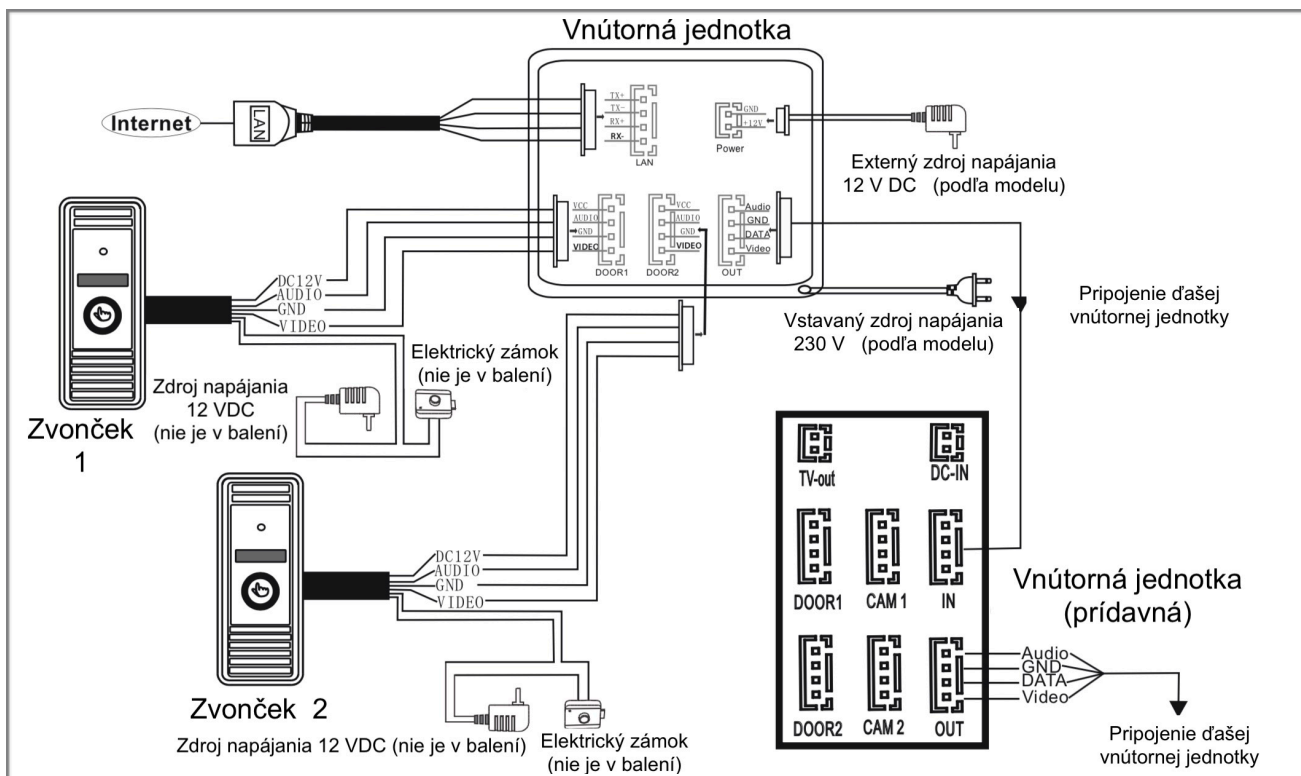 Vnútorná jednotka
Internet
LAN
TX+
TX-
RX+
RX-
LAN
GND
+12V
Power
Externý zdroj napájania
12 V DC (podľa modelu)
VCC
AUDIO
GND
VIDEO
DOOR1
VCC
AUDIO
GND
VIDEO
DOOR2
Audio
GND
DATA
Video
OUT
DC12V
AUDIO
GND
VIDEO
Vstavaný zdroj napájania
230 V (podľa modelu)
Pripojenie ďašej
vnútornej jednotky
Elektrický zámok
(nie je v balení)
Zdroj napájania
12 VDC
(nie je v balení)
Zvonček
1
TV-out
DC-IN
DOOR1
CAM 1
IN
DOOR2
CAM 2
OUT
Vnútorná jednotka
(prídavná)
Audio
GND
DATA
Video
Pripojenie ďašej
vnútornej jednotky
DC12V
AUDIO
GND
VIDEO
Zvonček 2
Zdroj napájania 12 VDC (nie je v balení)
Elektrický zámok
(nie je v balení)